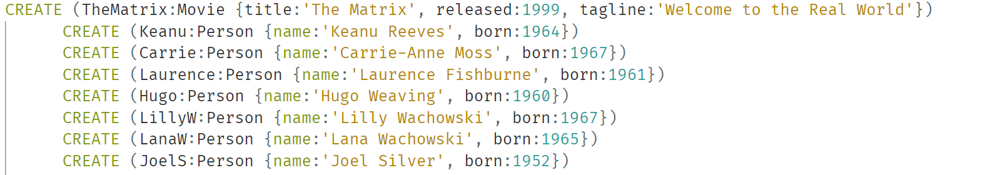 CREATE (TheMatrix:Movie {title:'The Matrix', released:1999, tagline:'Welcome to the Real World'})
CREATE (Keanu:Person {name:'Keanu Reeves', born:1964})
CREATE (Carrie:Person {name:'Carrie-Anne Moss', born:1967})
CREATE (Laurence:Person {name:'Laurence Fishburne', born:1961})
CREATE (Hugo:Person {name:'Hugo Weaving', born:1960})
CREATE (LillyW:Person {name:'Lilly Wachowski', born:1967})
CREATE (LanaW:Person {name:'Lana Wachowski', born:1965})
CREATE (JoelS:Person {name:'Joel Silver', born:1952})